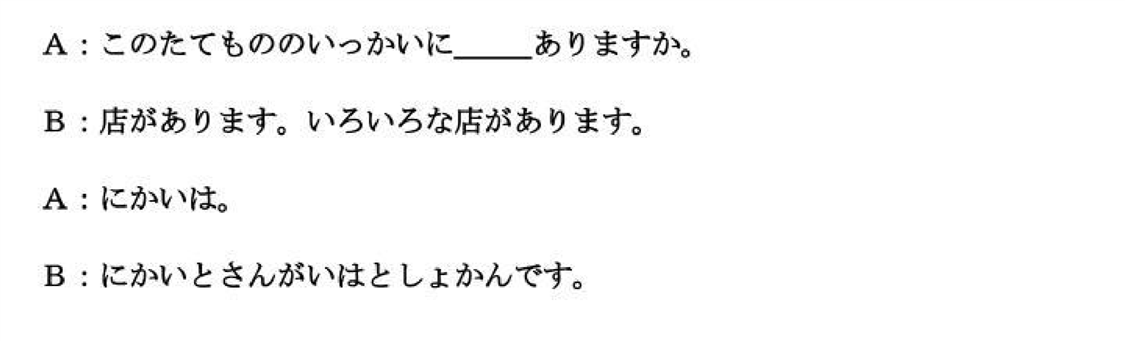 A：このたてもののいっかいに_____ありますか。
B：店があります。いろいろな店があります。
A：にかいは。
B：にかいとさんがいはとしょかんです。